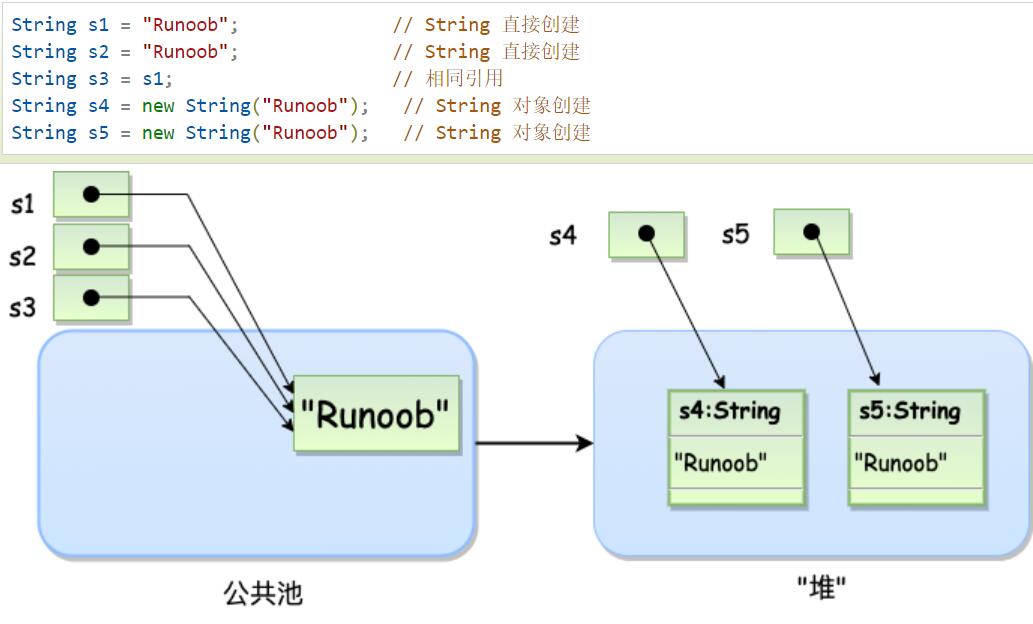 String s1 = "Runoob";              // String 直接创建
String s2 = "Runoob";              // String 直接创建
String s3 = s1;                    // 相同引用
String s4 = new String("Runoob");   // String 对象创建
String s5 = new String("Runoob");   // String 对象创建
s1
s2
s3
"Runoob"
公共池
s4
s5
s4:String
"Runoob"
s5:String
"Runoob"
"堆"